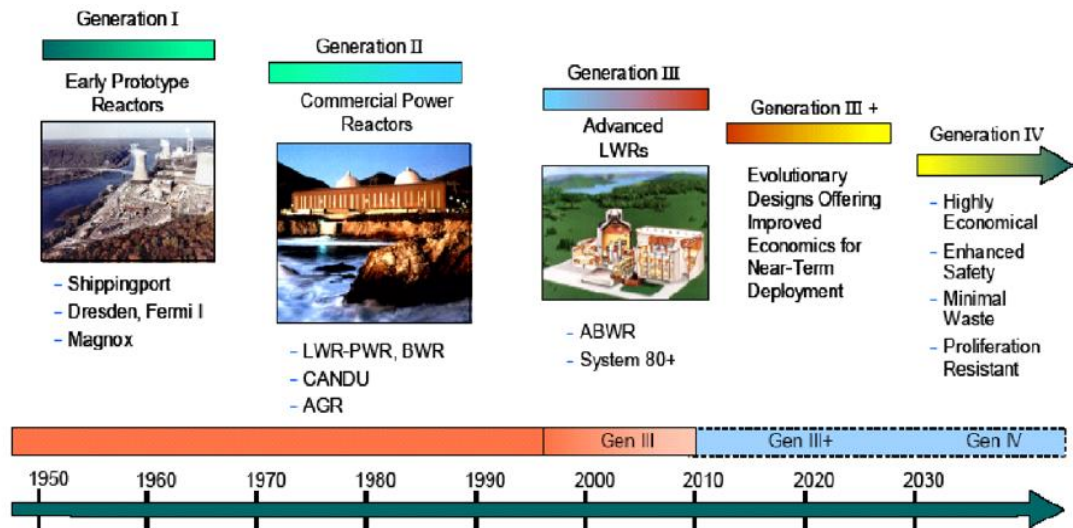 Generation I
Early Prototype
Reactors
- Shippingport
- Dresden, Fermi I
- Magnox
Generation II
Commercial Power
Reactors
- LWR-PWR, BWR
- CANDU
- AGR
Generation III
Advanced
LWRs
- ABWR
- System 80+
Generation III +
Evolutionary
Designs Offering
Improved
Economics for
Near-Term
Deployment
Generation IV
- Highly
Economical
- Enhanced
Safety
- Minimal
Waste
- Proliferation
Resistant
Gen III
Gen III+
Gen IV
1950
1960
1970
1980
1990
2000
2010
2020
2030